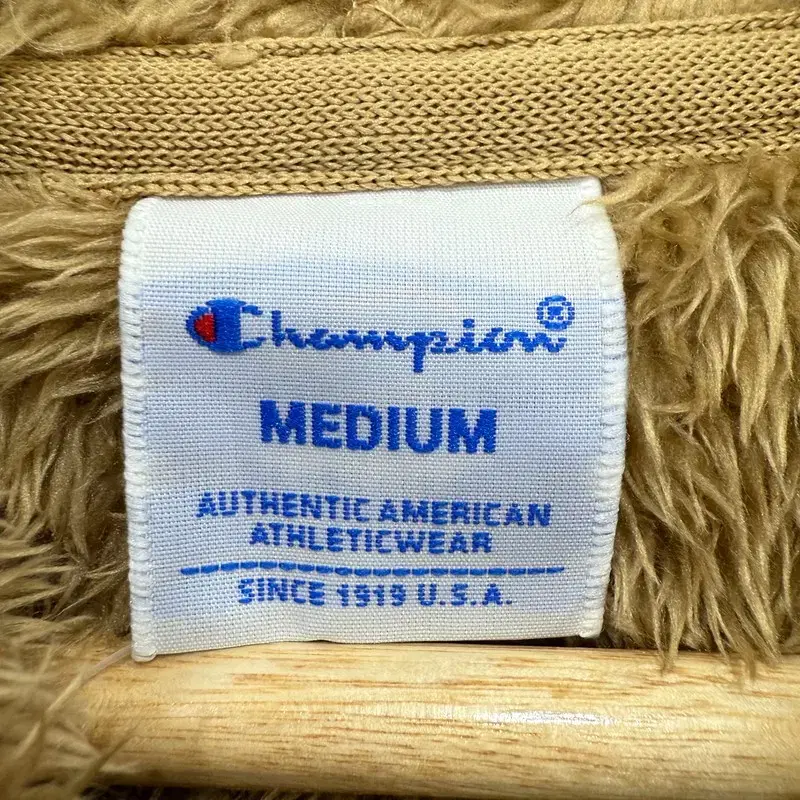 Champion®
MEDIUM
AUTHENTIC AMERICAN
ATHLETICWEAR
SINCE 1919 U.S.A.